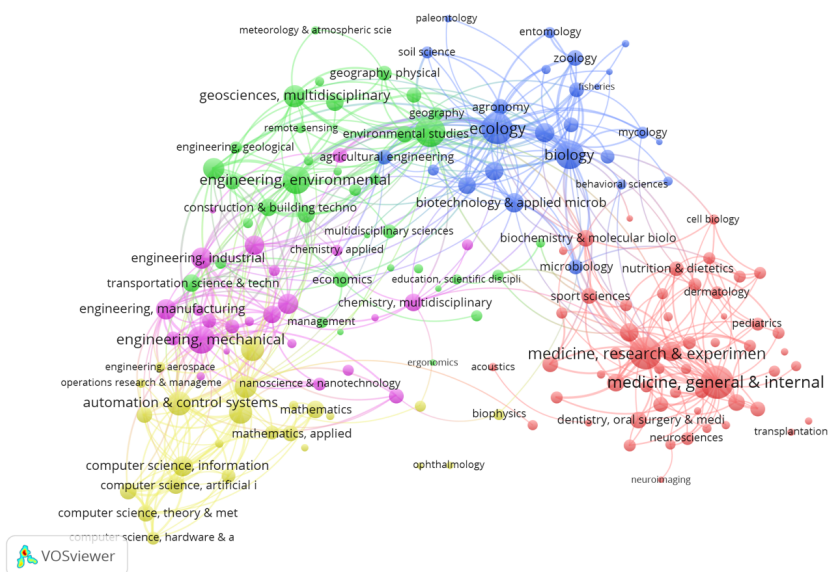 paleontology
meteorology & atmospheric scie
entomology
soil science
zoology
geography, physical
fisheries
geosciences, multidisciplinary
agronomy
geography
remote sensing
environmental studies
ecology
mycology
engineering, geological
agricultural engineering
biology
engineering, environmental
behavioral sciences
biotechnology & applied microb
construction & building techno
cell biology
multidisciplinary sciences
biochemistry & molecular biolo
chemistry, applied
engineering, industrial
microbiology
nutrition & dietetics
transportation science & techn
economics
education, scientific discipli
sport sciences
dermatology
chemistry, multidisciplinary
engineering, manufacturing
management
pediatrics
engineering, mechanical
medicine, research & experimen
ergonomics
engineering, aerospace
acoustics
operations research & manageme
nanoscience & nanotechnology
medicine, general & internal
automation & control systems
mathematics
biophysics
dentistry, oral surgery & medi
mathematics, applied
neurosciences
transplantation
computer science, information
ophthalmology
computer science, artificial i
neuroimaging
computer science, theory & met
computer science, hardware & a
VOSviewer